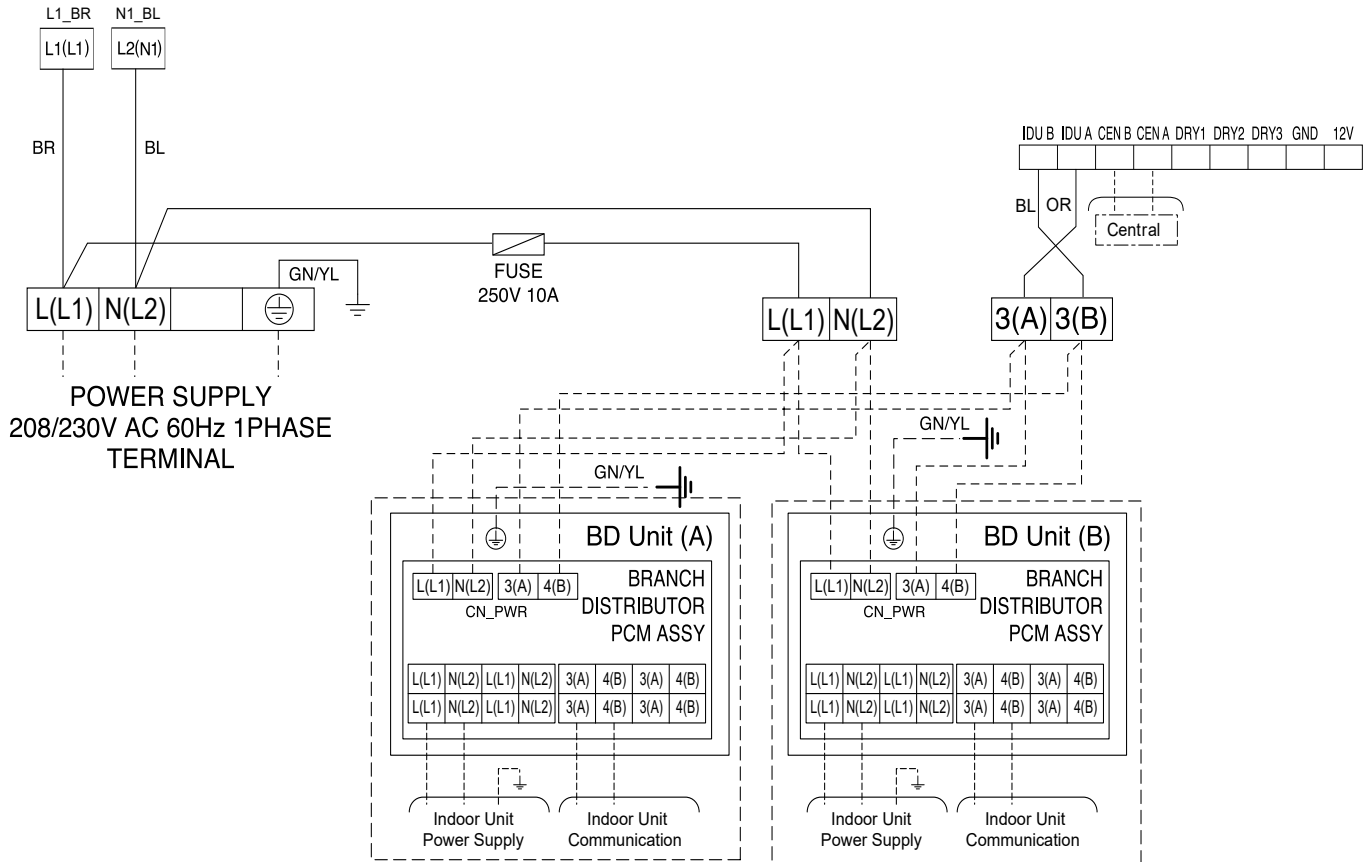 L1_BR N1_BL
L1(L1) L2(N1)
IDU B IDU A CEN B CEN A DRY1 DRY2 DRY3 GND 12V
BR BL
BL OR
Central
GN/YL
FUSE
250V 10A
L(L1) N(L2)
L(L1) N(L2)
3(A) 3(B)
POWER SUPPLY
208/230V AC 60Hz 1PHASE
TERMINAL
GN/YL
GN/YL
BD Unit (A)
L(L1) N(L2) 3(A) 4(B)
CN_PWR
BRANCH
DISTRIBUTOR
PCM ASSY
L(L1) N(L2) L(L1) N(L2) 3(A) 4(B) 3(A) 4(B)
L(L1) N(L2) L(L1) N(L2) 3(A) 4(B) 3(A) 4(B)
Indoor Unit
Power Supply
Indoor Unit
Communication
BD Unit (B)
L(L1) N(L2) 3(A) 4(B)
CN_PWR
BRANCH
DISTRIBUTOR
PCM ASSY
L(L1) N(L2) L(L1) N(L2) 3(A) 4(B) 3(A) 4(B)
L(L1) N(L2) L(L1) N(L2) 3(A) 4(B) 3(A) 4(B)
Indoor Unit
Power Supply
Indoor Unit
Communication